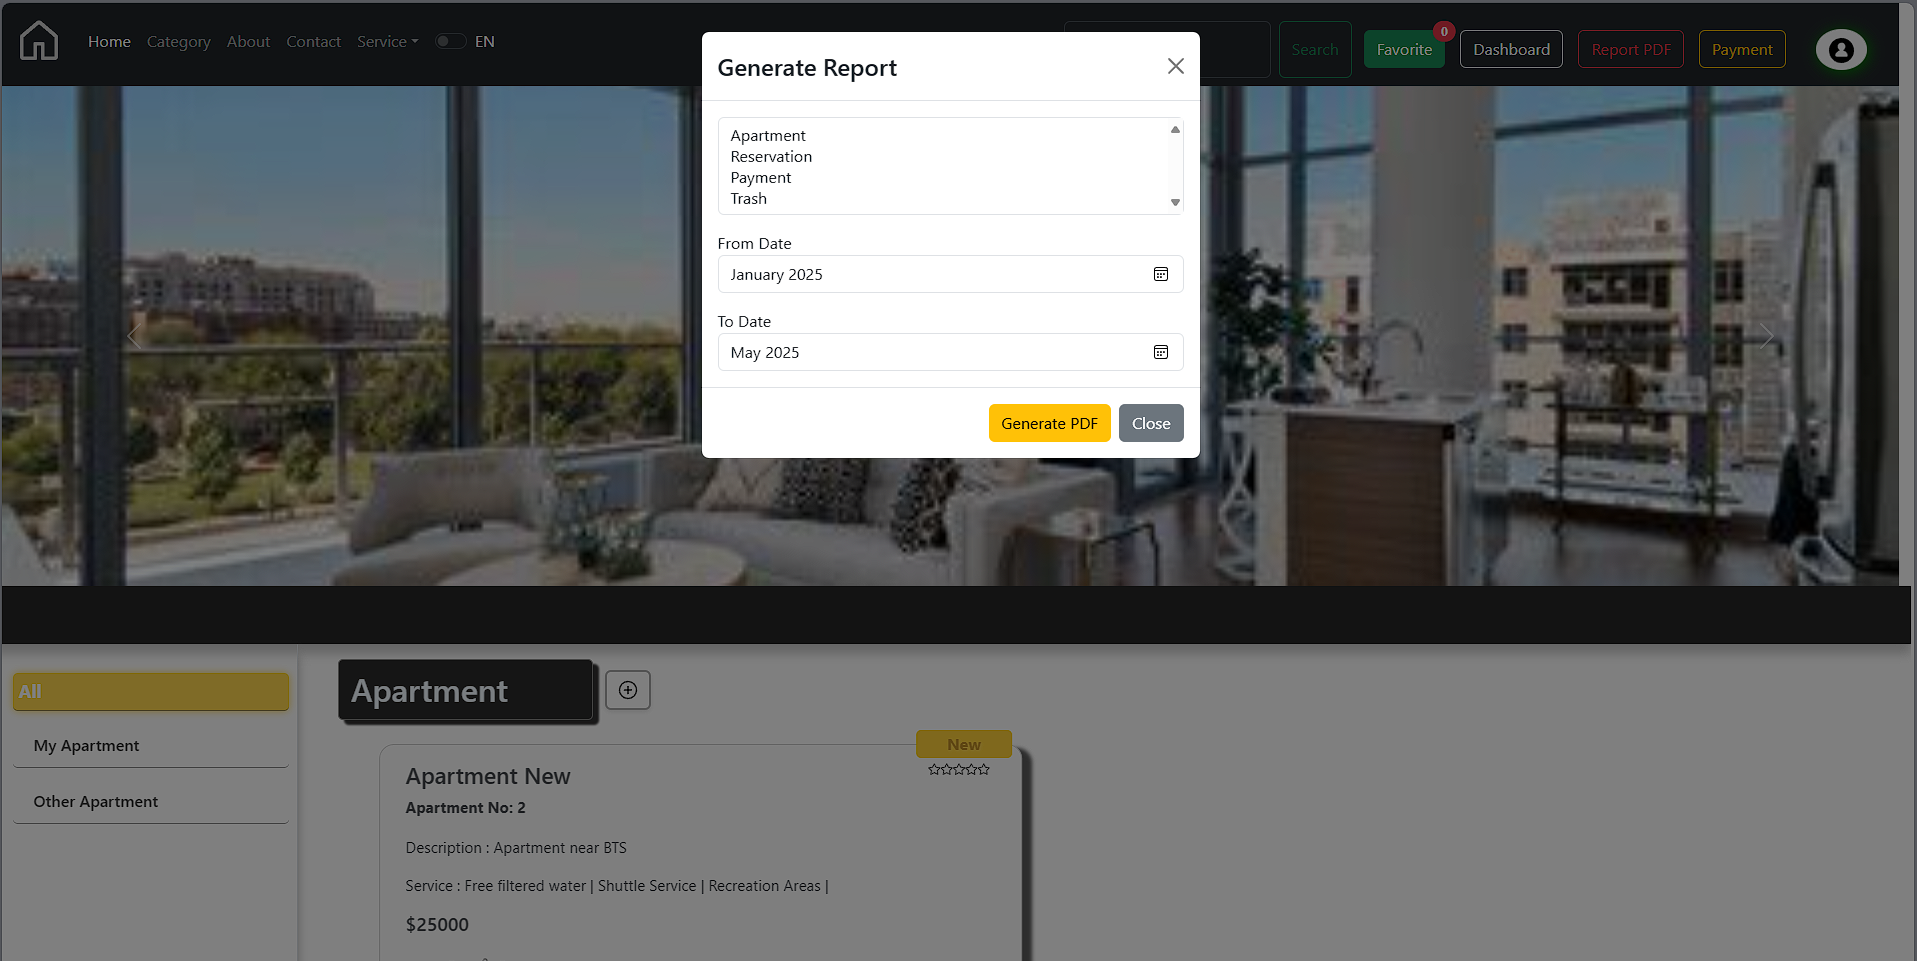 Home Category About Contact Service EN Search Favorite 0 Dashboard Report PDF Payment
Generate Report
Apartment
Reservation
Payment
Trash
From Date
January 2025
To Date
May 2025
Generate PDF Close
All
My Apartment
Other Apartment
Apartment
New
Apartment New
Apartment No: 2
Description : Apartment near BTS
Service : Free filtered water | Shuttle Service | Recreation Areas |
$25000